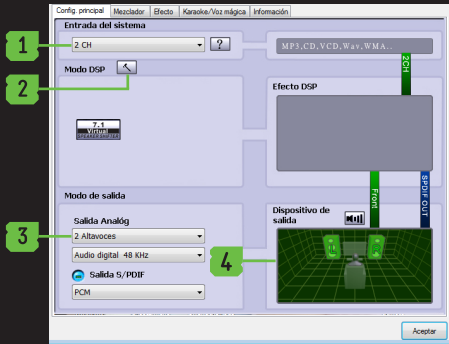 Config. principal Mezclador Efecto Karaoke/Voz mágica Información
Entrada del sistema
1
2 CH
?
MP3,CD,VCD,Wav,WMA..
2CH
2
Modo DSP
Efecto DSP
7.1
Virtual
Front
SPDIF OUT
Modo de salida
Salida Analóg
Dispositivo de
salida
3
2 Altavoces
L
R
Audio digital 48 KHz
4
Salida S/PDIF
PCM
Aceptar